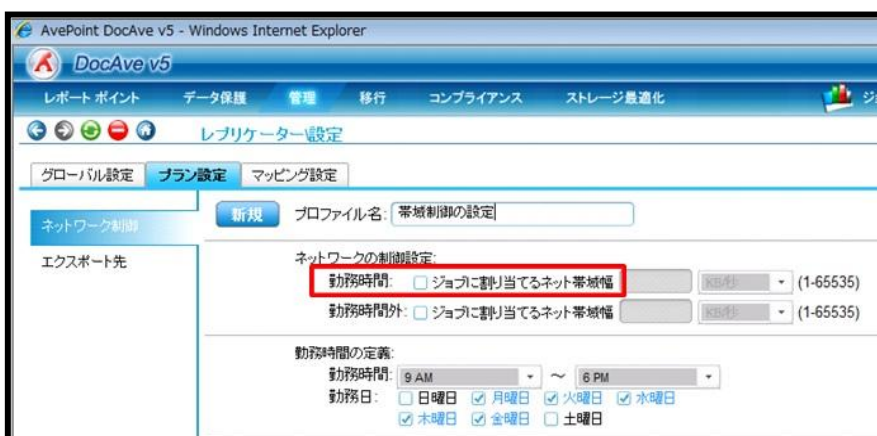 AvePoint DocAve v5 - Windows Internet Explorer
DocAve v5
レポート ポイント データ保護 管理 移行 コンプライアンス ストレージ最適化 ジ
レプリケーター\設定
グローバル設定 プラン設定 マッピング設定
ネットワーク制御
エクスポート先
新規 プロファイル名: 帯域制御の設定
ネットワークの制御設定:
勤務時間: ジョブに割り当てるネット帯域幅 KB/秒 (1-65535)
勤務時間外: ジョブに割り当てるネット帯域幅 KB/秒 (1-65535)
勤務時間の定義:
勤務時間: 9 AM ～ 6 PM
勤務日: 日曜日 月曜日 火曜日 水曜日
木曜日 金曜日 土曜日